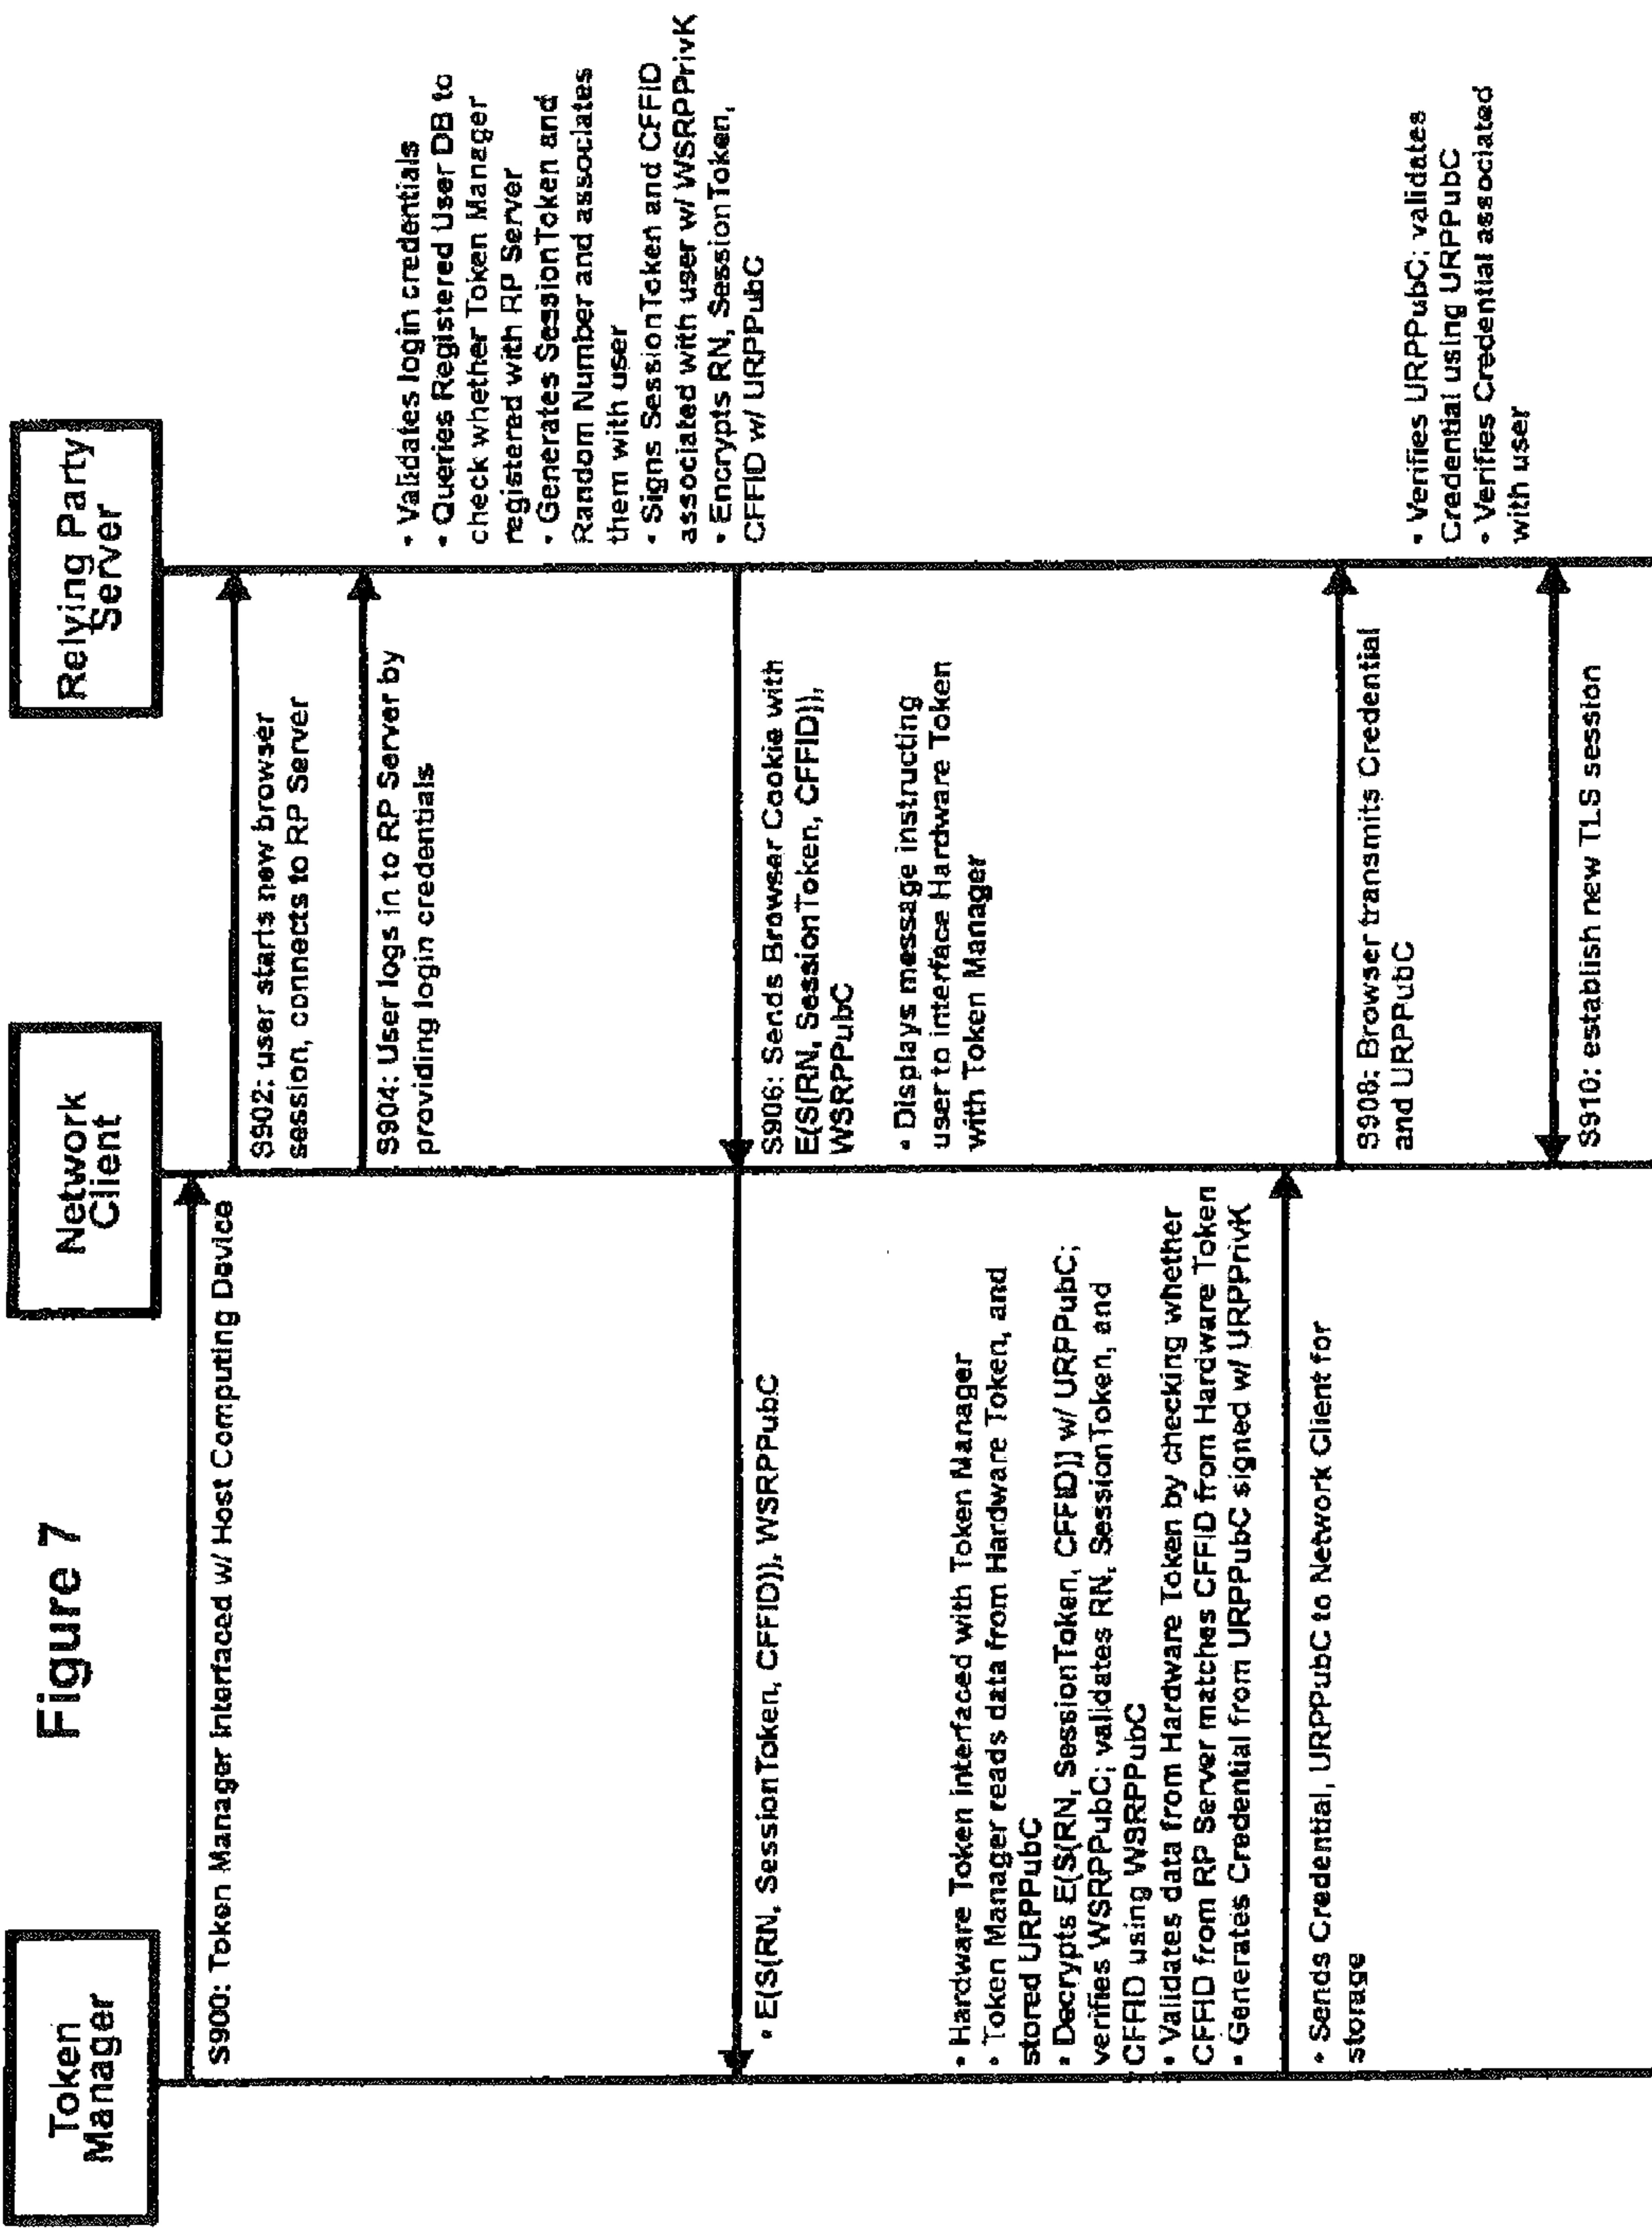 Figure 7
Token
Manager
Network
Client
Relying Party
Server
S900: Token Manager Interfaced w/ Host Computing Device
S902: user starts new browser
session, connects to RP Server
S904: User logs in to RP Server by
providing login credentials
• Validates login credentials
• Queries Registered User DB to
check whether Token Manager
registered with RP Server
• Generates SessionToken and
Random Number and associates
them with user
• Signs SessionToken and CFFID
associated with user w/ WSRPPrivK
• Encrypts RN, SessionToken,
CFFID w/ URPPubC
S906: Sends Browser Cookie with
E(S(RN, SessionToken, CFFID)),
WSRPPubC
• E(S(RN, SessionToken, CFFID)), WSRPPubC
• Displays message instructing
user to interface Hardware Token
with Token Manager
• Hardware Token interfaced with Token Manager
• Token Manager reads data from Hardware Token, and
stored URPPubC
• Decrypts E(S(RN, SessionToken, CFFID)] w/ URPPubC;
verifies WSRPPubC; validates RN, SessionToken, and
CFFID using WSRPPubC
• Validates data from Hardware Token by checking whether
CFFID from RP Server matches CFFID from Hardware Token
• Generates Credential from URPPubC signed w/ URPPrivK
• Sends Credential, URPPubC to Network Client for
storage
S908: Browser transmits Credential
and URPPubC
• Verifies URPPubC; validates
Credential using URPPubC
• Verifies Credential associated
with user
S910: establish new TLS session